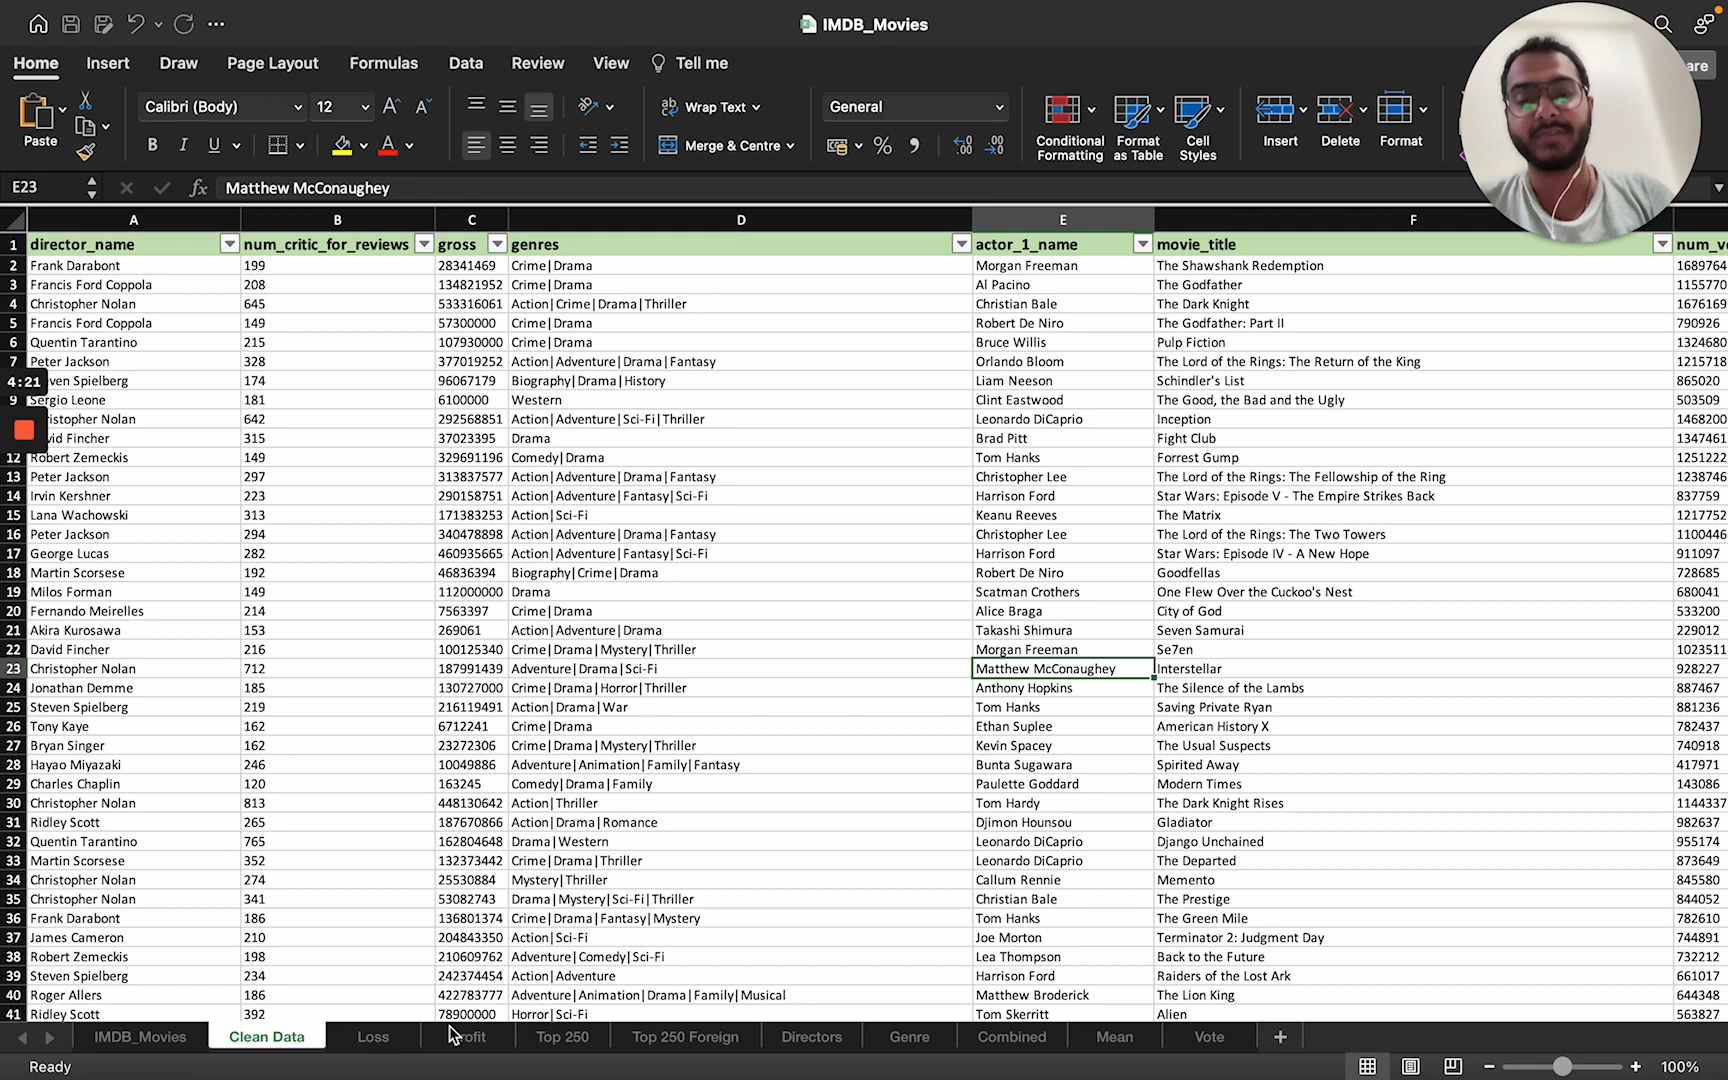 IMDB_Movies
Home Insert Draw Page Layout Formulas Data Review View Tell me
Calibri (Body) 12 Wrap Text General
Paste B I U A Merge & Centre % Conditional Formatting Format as Table Cell Styles Insert Delete Format
E23 fx Matthew McConaughey
A B C D E F
1 director_name num_critic_for_reviews gross genres actor_1_name movie_title
2 Frank Darabont 199 28341469 Crime|Drama Morgan Freeman The Shawshank Redemption 1689764
3 Francis Ford Coppola 208 134821952 Crime|Drama Al Pacino The Godfather 1155770
4 Christopher Nolan 645 533316061 Action|Crime|Drama|Thriller Christian Bale The Dark Knight 1676169
5 Francis Ford Coppola 149 57300000 Crime|Drama Robert De Niro The Godfather: Part II 790926
6 Quentin Tarantino 215 107930000 Crime|Drama Bruce Willis Pulp Fiction 1324680
7 Peter Jackson 328 377019252 Action|Adventure|Drama|Fantasy Orlando Bloom The Lord of the Rings: The Return of the King 1215718
4:21 Spielberg 174 96067179 Biography|Drama|History Liam Neeson Schindler's List 865020
9 Sergio Leone 181 6100000 Western Clint Eastwood The Good, the Bad and the Ugly 503509
Nolan 642 292568851 Action|Adventure|Sci-Fi|Thriller Leonardo DiCaprio Inception 1468200
Fincher 315 37023395 Drama Brad Pitt Fight Club 1347461
12 Robert Zemeckis 149 329691196 Comedy|Drama Tom Hanks Forrest Gump 1251222
13 Peter Jackson 297 313837577 Action|Adventure|Drama|Fantasy Christopher Lee The Lord of the Rings: The Fellowship of the Ring 1238746
14 Irvin Kershner 223 290158751 Action|Adventure|Fantasy|Sci-Fi Harrison Ford Star Wars: Episode V - The Empire Strikes Back 837759
15 Lana Wachowski 313 171383253 Action|Sci-Fi Keanu Reeves The Matrix 1217752
16 Peter Jackson 294 340478898 Action|Adventure|Drama|Fantasy Christopher Lee The Lord of the Rings: The Two Towers 1100446
17 George Lucas 282 460935665 Action|Adventure|Fantasy|Sci-Fi Harrison Ford Star Wars: Episode IV - A New Hope 911097
18 Martin Scorsese 192 46836394 Biography|Crime|Drama Robert De Niro Goodfellas 728685
19 Milos Forman 149 112000000 Drama Scatman Crothers One Flew Over the Cuckoo's Nest 680041
20 Fernando Meirelles 214 7563397 Crime|Drama Alice Braga City of God 533200
21 Akira Kurosawa 153 269061 Action|Adventure|Drama Takashi Shimura Seven Samurai 229012
22 David Fincher 216 100125340 Crime|Drama|Mystery|Thriller Morgan Freeman Se7en 1023511
23 Christopher Nolan 712 187991439 Adventure|Drama|Sci-Fi Matthew McConaughey Interstellar 928227
24 Jonathan Demme 185 130727000 Crime|Drama|Horror|Thriller Anthony Hopkins The Silence of the Lambs 887467
25 Steven Spielberg 219 216119491 Action|Drama|War Tom Hanks Saving Private Ryan 881236
26 Tony Kaye 162 6712241 Crime|Drama Ethan Suplee American History X 782437
27 Bryan Singer 162 23272306 Crime|Drama|Mystery|Thriller Kevin Spacey The Usual Suspects 740918
28 Hayao Miyazaki 246 10049886 Adventure|Animation|Family|Fantasy Bunta Sugawara Spirited Away 417971
29 Charles Chaplin 120 163245 Comedy|Drama|Family Paulette Goddard Modern Times 143086
30 Christopher Nolan 813 448130642 Action|Thriller Tom Hardy The Dark Knight Rises 1144337
31 Ridley Scott 265 187670866 Action|Drama|Romance Djimon Hounsou Gladiator 982637
32 Quentin Tarantino 765 162804648 Drama|Western Leonardo DiCaprio Django Unchained 955174
33 Martin Scorsese 352 132373442 Crime|Drama|Thriller Leonardo DiCaprio The Departed 873649
34 Christopher Nolan 274 25530884 Mystery|Thriller Callum Rennie Memento 845580
35 Christopher Nolan 341 53082743 Drama|Mystery|Sci-Fi|Thriller Christian Bale The Prestige 844052
36 Frank Darabont 186 136801374 Crime|Drama|Fantasy|Mystery Tom Hanks The Green Mile 782610
37 James Cameron 210 204843350 Action|Sci-Fi Joe Morton Terminator 2: Judgment Day 744891
38 Robert Zemeckis 198 210609762 Adventure|Comedy|Sci-Fi Lea Thompson Back to the Future 732212
39 Steven Spielberg 234 242374454 Action|Adventure Harrison Ford Raiders of the Lost Ark 661017
40 Roger Allers 186 422783777 Adventure|Animation|Drama|Family|Musical Matthew Broderick The Lion King 644348
41 Ridley Scott 392 78900000 Horror|Sci-Fi Tom Skerritt Alien 563827
IMDB_Movies Clean Data Loss Top 250 Top 250 Foreign Directors Genre Combined Mean Vote
Ready 100%